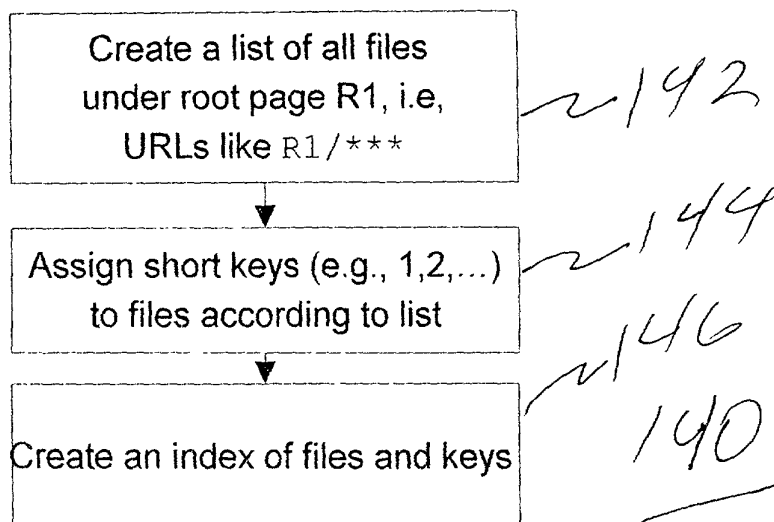 Create a list of all files
under root page R1, i.e,
URLs like R1/***
142
Assign short keys (e.g., 1,2,...)
to files according to list
144
Create an index of files and keys
146
140